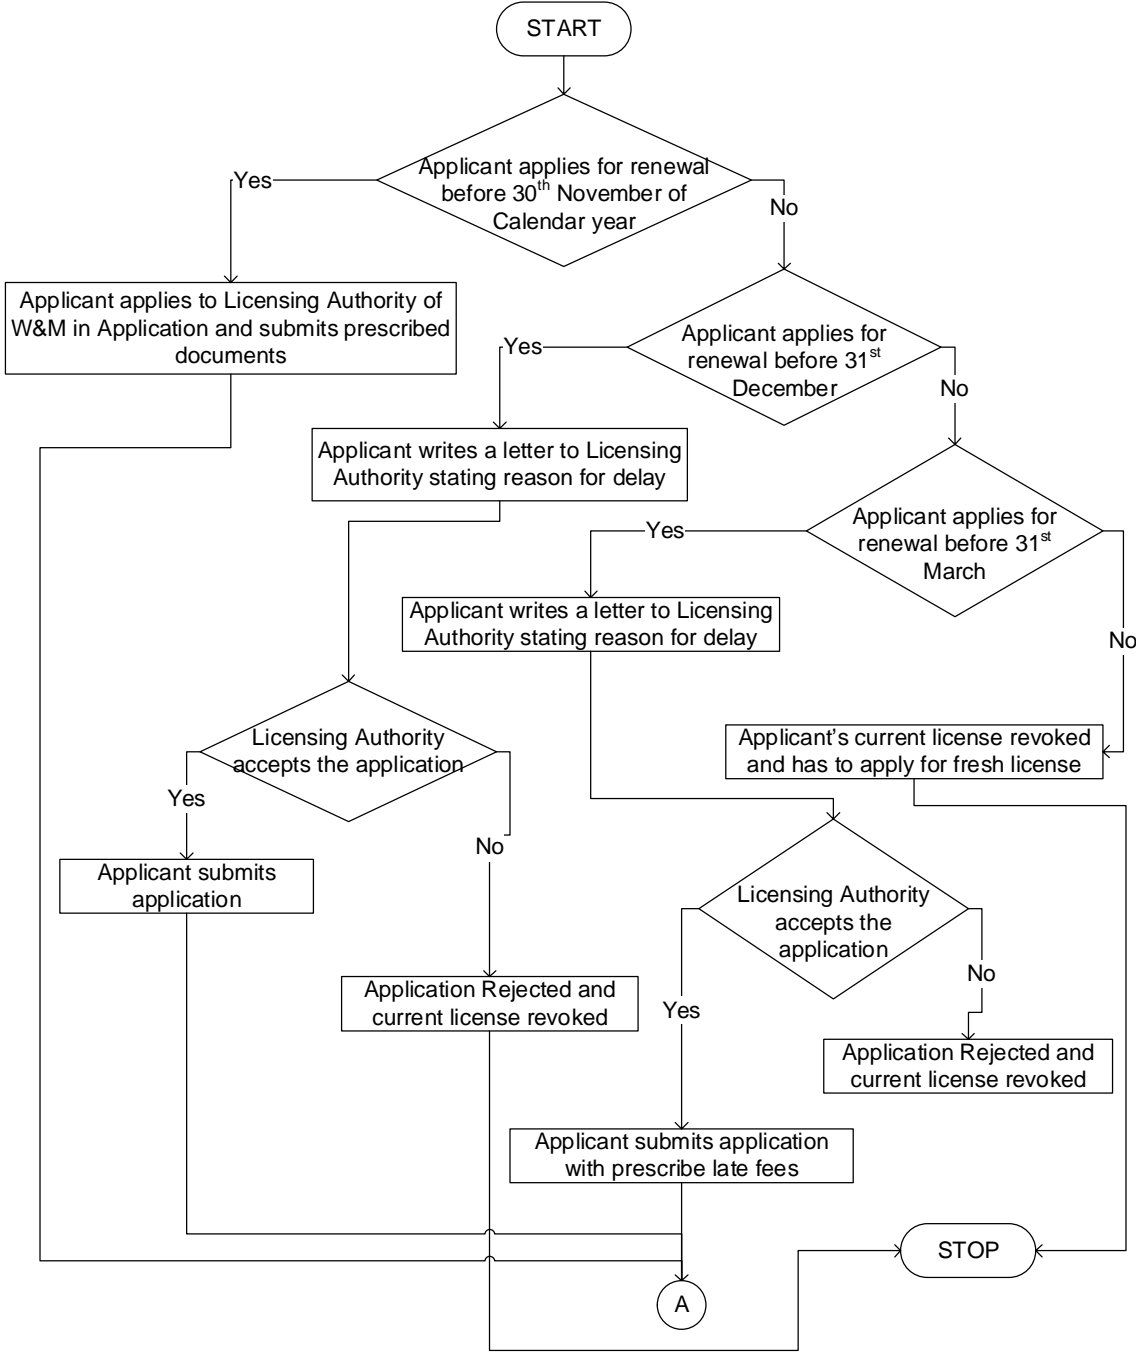 START
Applicant applies for renewal
before 30th November of
Calendar year
Yes
No
Applicant applies to Licensing Authority of
W&M in Application and submits prescribed
documents
Applicant applies for
renewal before 31st
December
Yes
No
Applicant writes a letter to Licensing
Authority stating reason for delay
Applicant applies for
renewal before 31st
March
Yes
No
Applicant writes a letter to Licensing
Authority stating reason for delay
Licensing Authority
accepts the application
Applicant's current license revoked
and has to apply for fresh license
Yes
No
Applicant submits
application
Licensing Authority
accepts the
application
Yes
No
Application Rejected and
current license revoked
Application Rejected and
current license revoked
Applicant submits application
with prescribe late fees
STOP
A